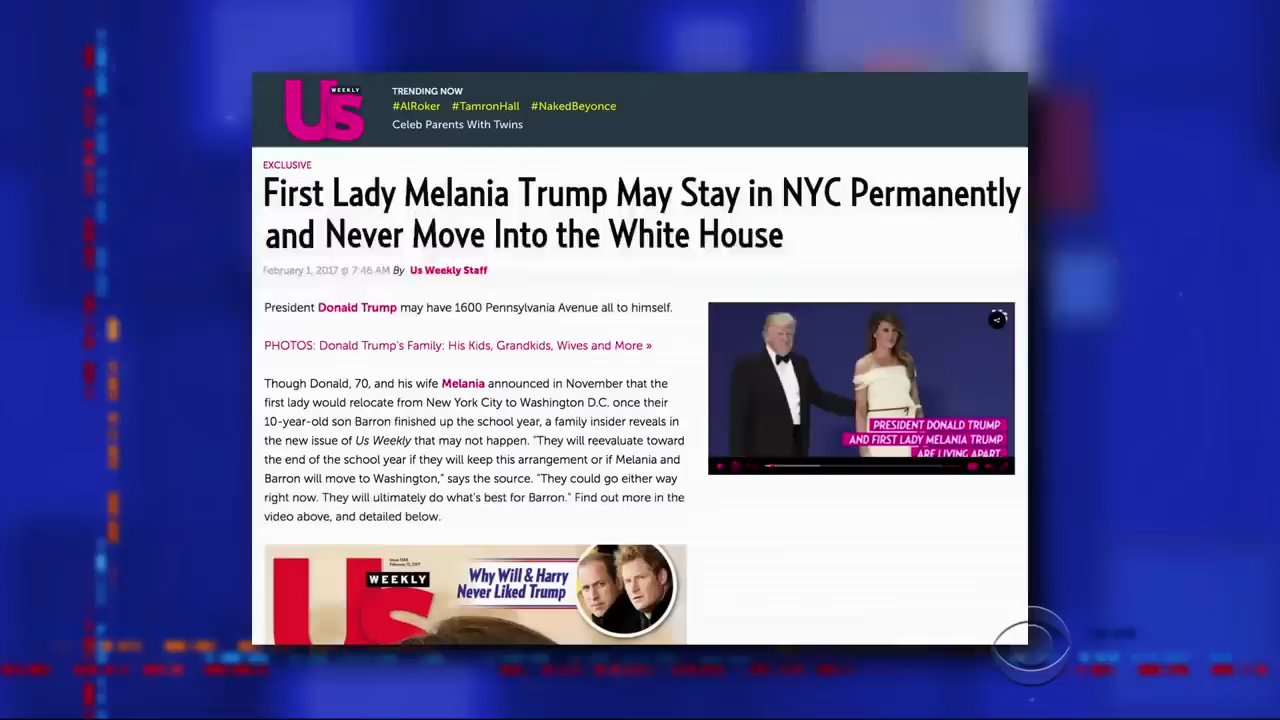 Us
WEEKLY
TRENDING NOW
#AlRoker #TamronHall #NakedBeyonce
Celeb Parents With Twins
EXCLUSIVE
First Lady Melania Trump May Stay in NYC Permanently
and Never Move Into the White House
February 1, 2017 @ 7:46 AM By Us Weekly Staff
President Donald Trump may have 1600 Pennsylvania Avenue all to himself.
PHOTOS: Donald Trump's Family: His Kids, Grandkids, Wives and More »
Though Donald, 70, and his wife Melania announced in November that the
first lady would relocate from New York City to Washington D.C. once their
10-year-old son Barron finished up the school year, a family insider reveals in
the new issue of Us Weekly that may not happen. "They will reevaluate toward
the end of the school year if they will keep this arrangement or if Melania and
Barron will move to Washington," says the source. "They could go either way
right now. They will ultimately do what's best for Barron." Find out more in the
video above, and detailed below.
PRESIDENT DONALD TRUMP
AND FIRST LADY MELANIA TRUMP
ARE LIVING APART
Us
WEEKLY
Why Will & Harry
Never Liked Trump